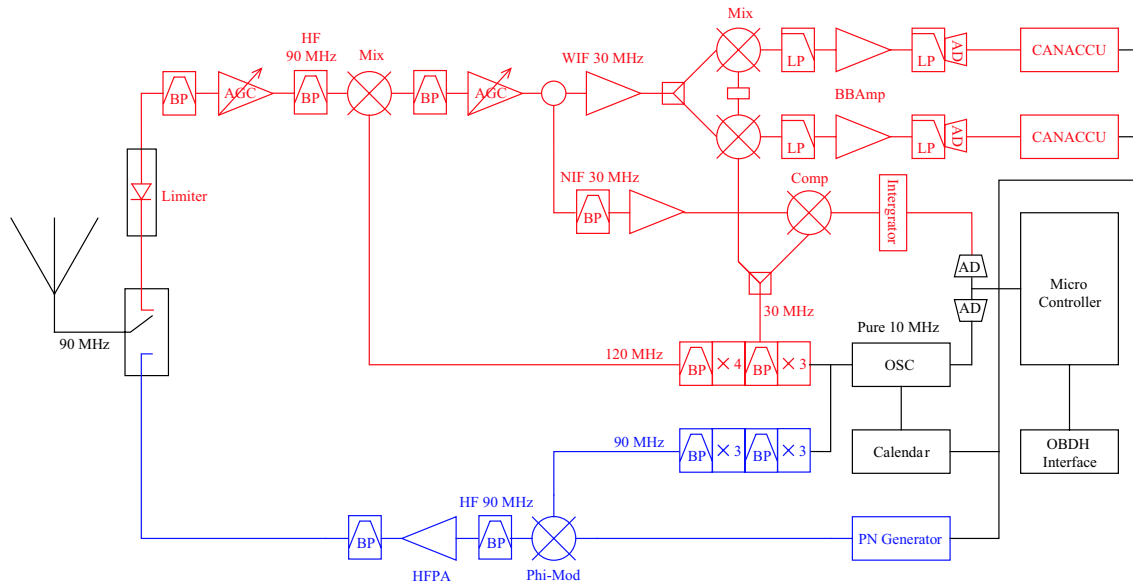 HF
90 MHz
Mix
Mix
WIF 30 MHz
BP
AGC
BP
BP
AGC
LP
LP
AD
CANACCU
BBAmp
LP
LP
AD
CANACCU
Limiter
NIF 30 MHz
BP
Comp
Intergrator
AD
AD
Micro
Controller
90 MHz
30 MHz
Pure 10 MHz
120 MHz
BP
× 4
BP
× 3
OSC
90 MHz
BP
× 3
BP
× 3
Calendar
OBDH
Interface
HF 90 MHz
BP
HFPA
BP
Phi-Mod
PN Generator